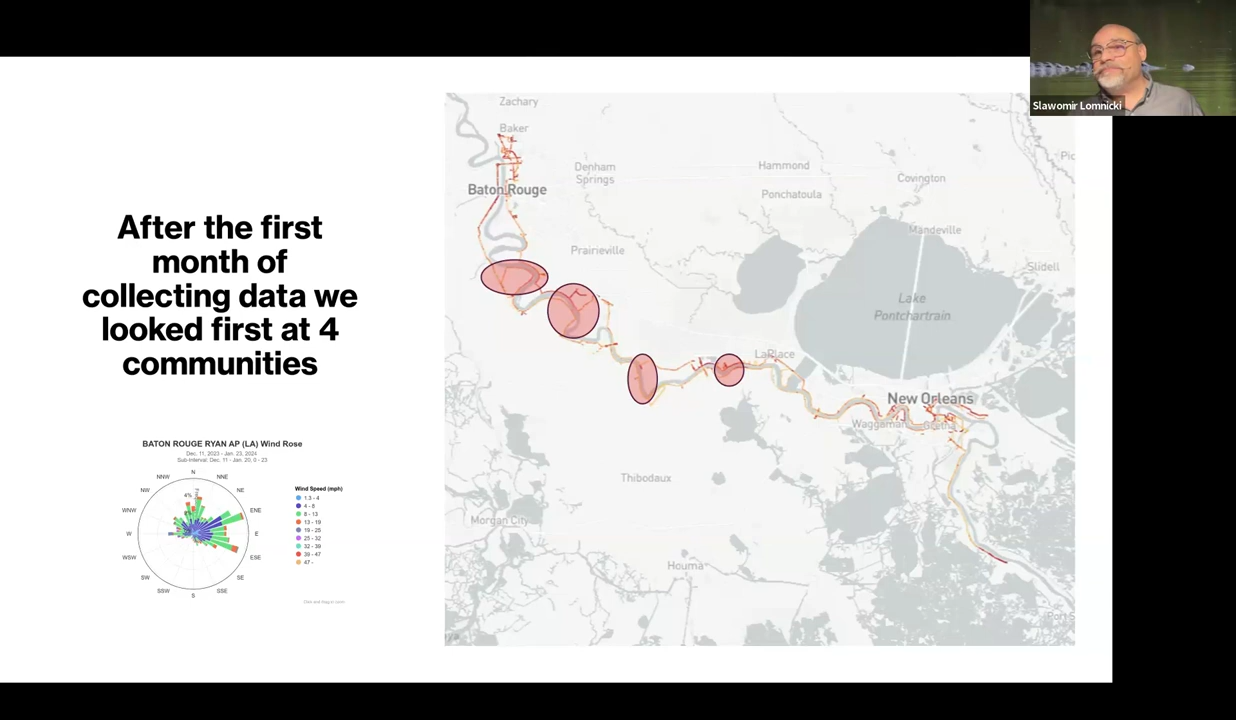 Slawomir Lomnicki
After the first
month of
collecting data we
looked first at 4
communities
BATON ROUGE RYAN AP (LA) Wind Rose
Dec. 11, 2023 - Jan. 23, 2024
Sub-Interval: Dec. 11 - Jan. 20, 0 - 23
N
NNW
NNE
4%
NW
NE
WNW
ENE
W
E
WSW
ESE
SW
SE
SSW
SSE
S
Wind Speed (mph)
1.3 - 4
4 - 8
8 - 13
13 - 19
19 - 25
25 - 32
32 - 39
39 - 47
47 -
Zachary
Baker
Denham
Springs
Hammond
Ponchatoula
Covington
Baton Rouge
Mandeville
Prairieville
Slidell
Lake
Pontchartrain
LaPlace
New Orleans
Waggaman
Gretna
Thibodaux
Morgan City
Houma